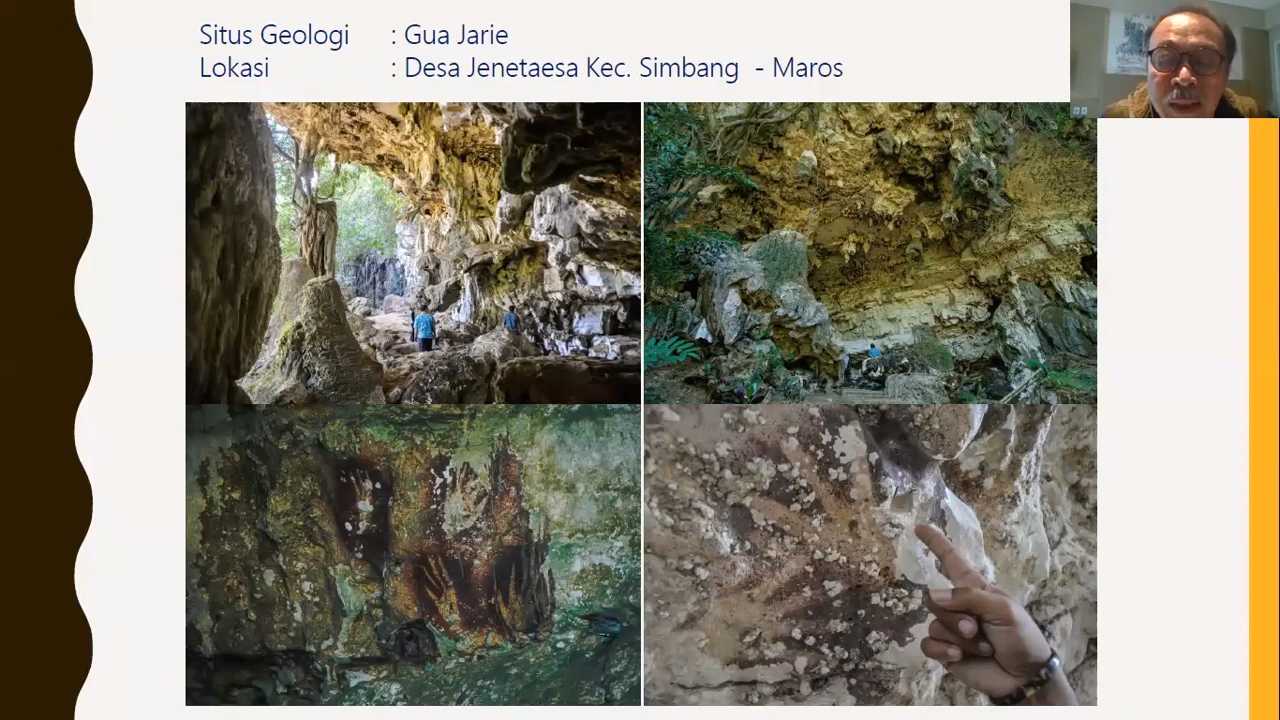 Situs Geologi : Gua Jarie
Lokasi : Desa Jenetaesa Kec. Simbang - Maros